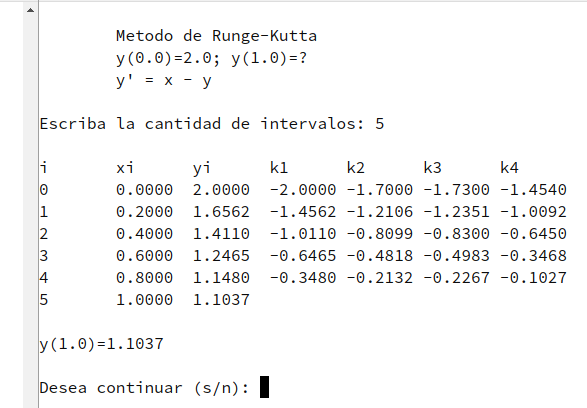 Metodo de Runge-Kutta
y(0.0)=2.0; y(1.0)=?
y' = x - y
Escriba la cantidad de intervalos: 5
i xi yi k1 k2 k3 k4
0 0.0000 2.0000 -2.0000 -1.7000 -1.7300 -1.4540
1 0.2000 1.6562 -1.4562 -1.2106 -1.2351 -1.0092
2 0.4000 1.4110 -1.0110 -0.8099 -0.8300 -0.6450
3 0.6000 1.2465 -0.6465 -0.4818 -0.4983 -0.3468
4 0.8000 1.1480 -0.3480 -0.2132 -0.2267 -0.1027
5 1.0000 1.1037
y(1.0)=1.1037
Desea continuar (s/n):